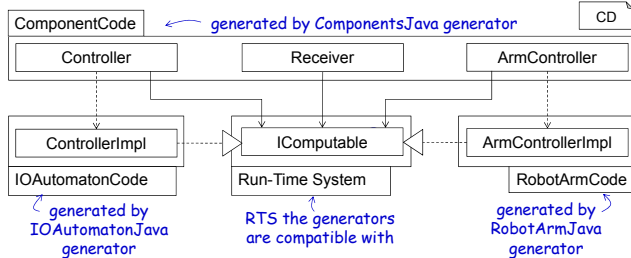 ComponentCode
generated by ComponentsJava generator
CD
Controller
Receiver
ArmController
ControllerImpl
IComputable
ArmControllerImpl
IOAutomatonCode
Run-Time System
RobotArmCode
generated by
IOAutomatonJava
generator
RTS the generators
are compatible with
generated by
RobotArmJava
generator